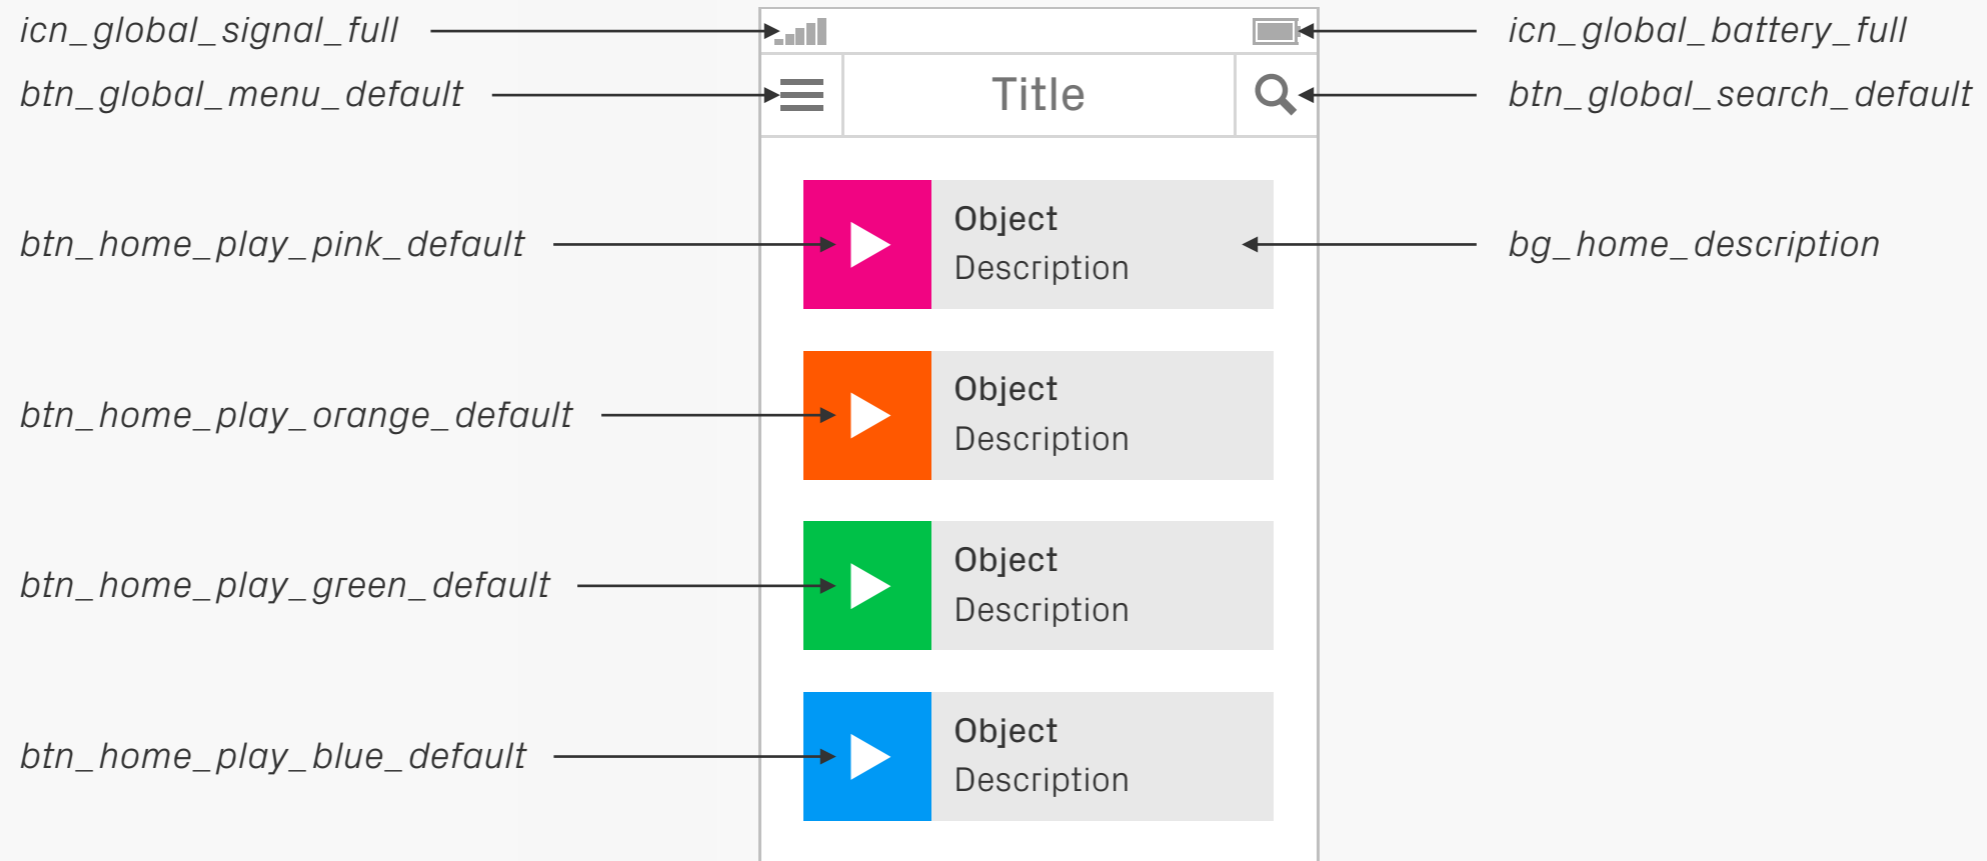 icn_global_signal_full
icn_global_battery_full
btn_global_menu_default
Title
btn_global_search_default
btn_home_play_pink_default
Object
Description
bg_home_description
btn_home_play_orange_default
Object
Description
btn_home_play_green_default
Object
Description
btn_home_play_blue_default
Object
Description